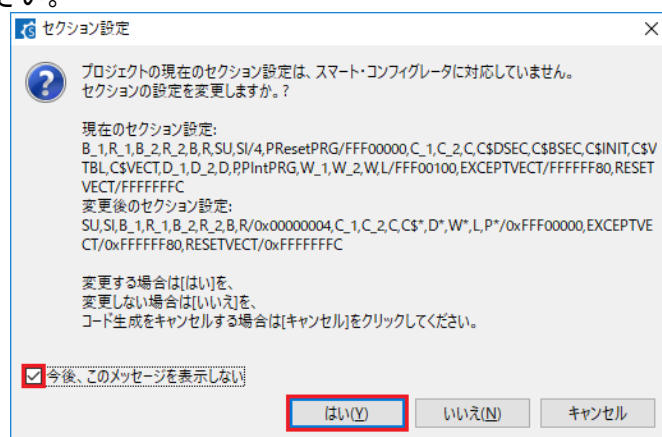 さい。
セクション設定
プロジェクトの現在のセクション設定は、スマート・コンフィグレータに対応していません。
セクションの設定を変更しますか。?
現在のセクション設定:
B_1,R_1,B_2,R_2,B,R,SU,SI/4,PResetPRG/FFF00000,C_1,C_2,C,C$DSEC,C$BSEC,C$INIT,C$V
TBL,C$VECT,D_1,D_2,D,P,PIntPRG,W_1,W_2,W,L/FFF00100,EXCEPTVECT/FFFFFF80,RESET
VECT/FFFFFFFC
変更後のセクション設定:
SU,SI,B_1,R_1,B_2,R_2,B,R/0x00000004,C_1,C_2,C,C$*,D*,W*,L,P*/0xFFF00000,EXCEPTVE
CT/0xFFFFFF80,RESETVECT/0xFFFFFFFC
変更する場合は[はい]を、
変更しない場合は[いいえ]を、
コード生成をキャンセルする場合は[キャンセル]をクリックしてください。
今後、このメッセージを表示しない
はい(Y) いいえ(N) キャンセル